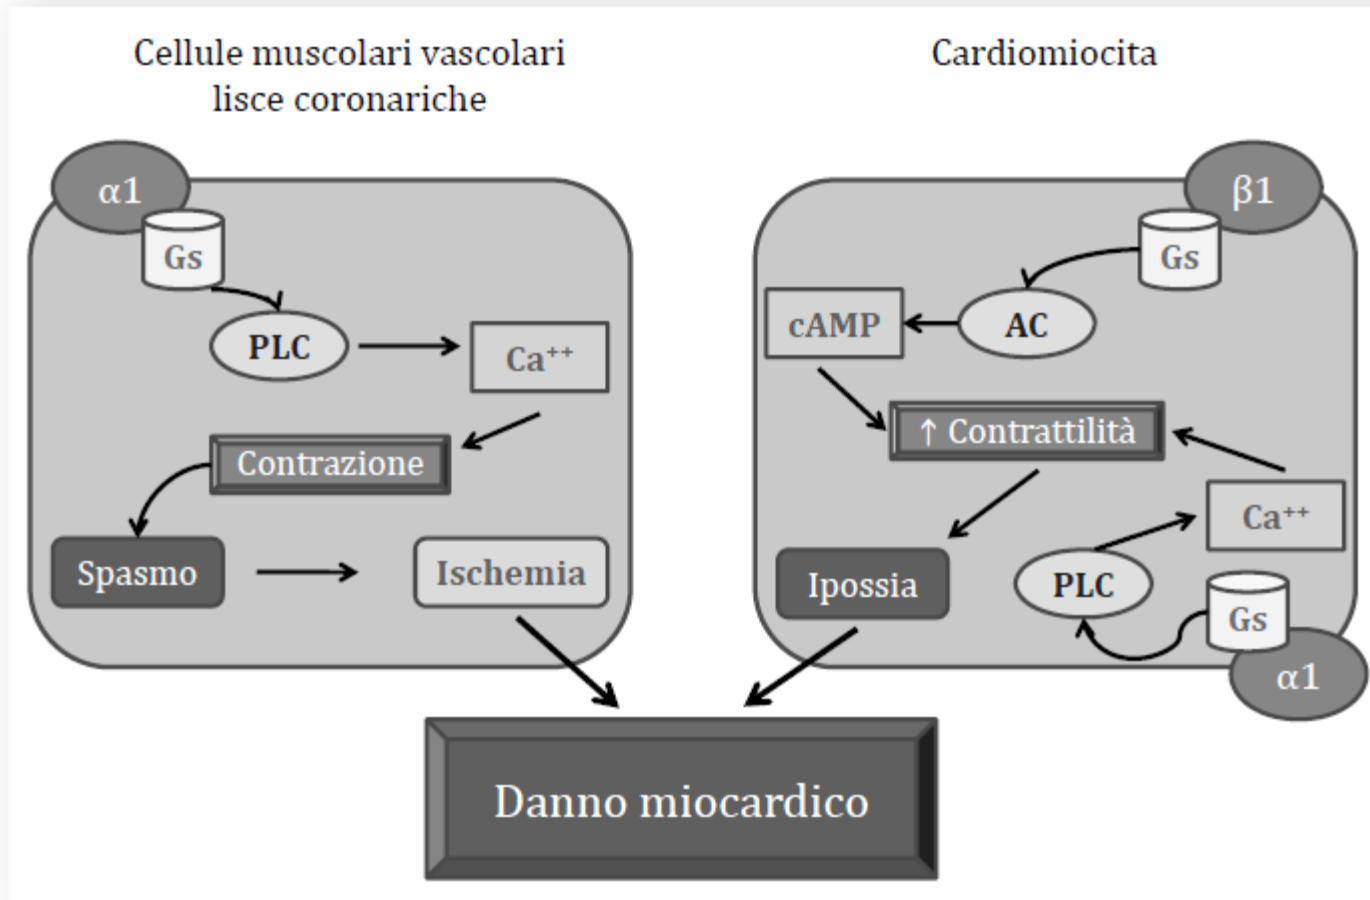 Cellule muscolari vascolari
lisce coronariche
α1
Gs
PLC
Ca⁺⁺
Contrazione
Spasmo
Ischemia
Cardiomiocita
β1
Gs
cAMP
AC
↑ Contrattilità
Ca⁺⁺
Ipossia
PLC
Gs
α1
Danno miocardico